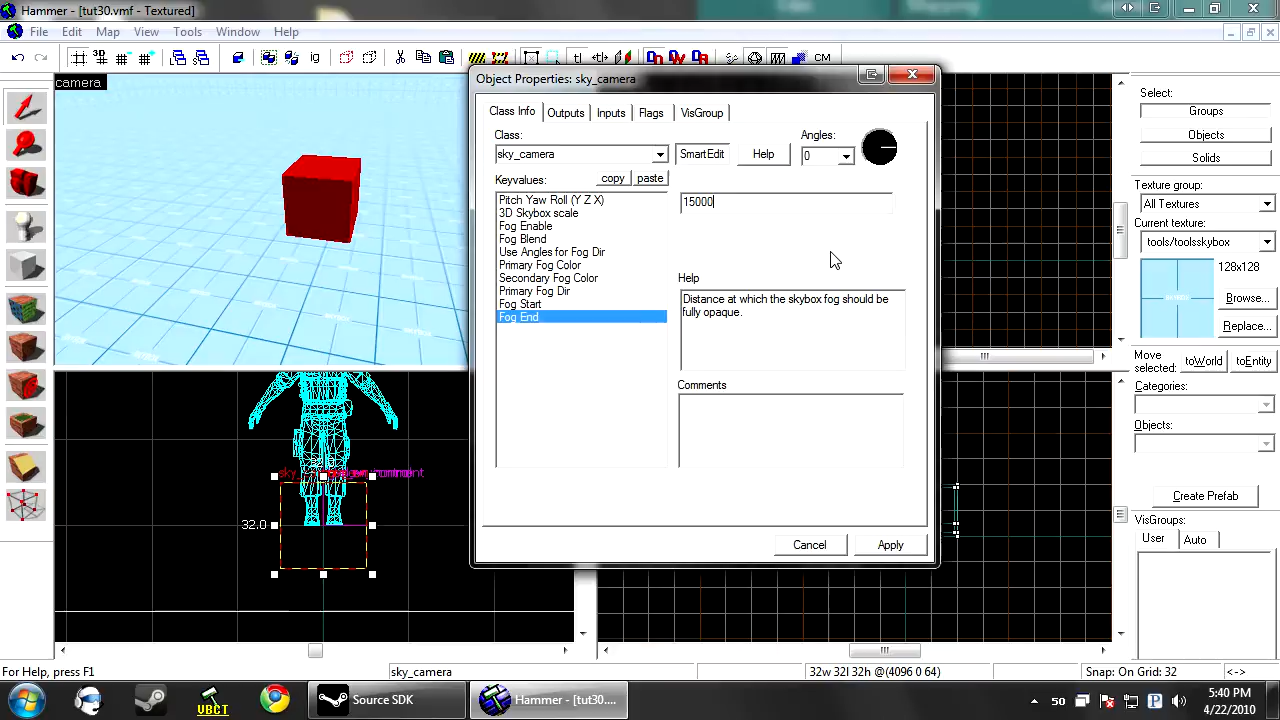 Hammer - [tut30.vmf - Textured]
File Edit Map View Tools Window Help
3D
ig
CM
camera
Object Properties: sky_camera
Class Info
Outputs
Inputs
Flags
VisGroup
Class:
sky_camera
SmartEdit
Help
Angles:
0
Keyvalues:
copy
paste
Pitch Yaw Roll (Y Z X)
3D Skybox scale
Fog Enable
Fog Blend
Use Angles for Fog Dir
Primary Fog Color
Secondary Fog Color
Primary Fog Dir
Fog Start
Fog End
15000
Help
Distance at which the skybox fog should be
fully opaque.
Comments
Cancel
Apply
32.0
Select:
Groups
Objects
Solids
Texture group:
All Textures
Current texture:
tools/toolsskybox
128x128
Browse...
Replace...
Move
selected:
toWorld
toEntity
Categories:
Objects:
Create Prefab
VisGroups:
User
Auto
For Help, press F1
sky_camera
32w 32l 32h @(4096 0 64)
Snap: On Grid: 32
<->
VBCT
Source SDK
Hammer - [tut30....
50
5:40 PM
4/22/2010